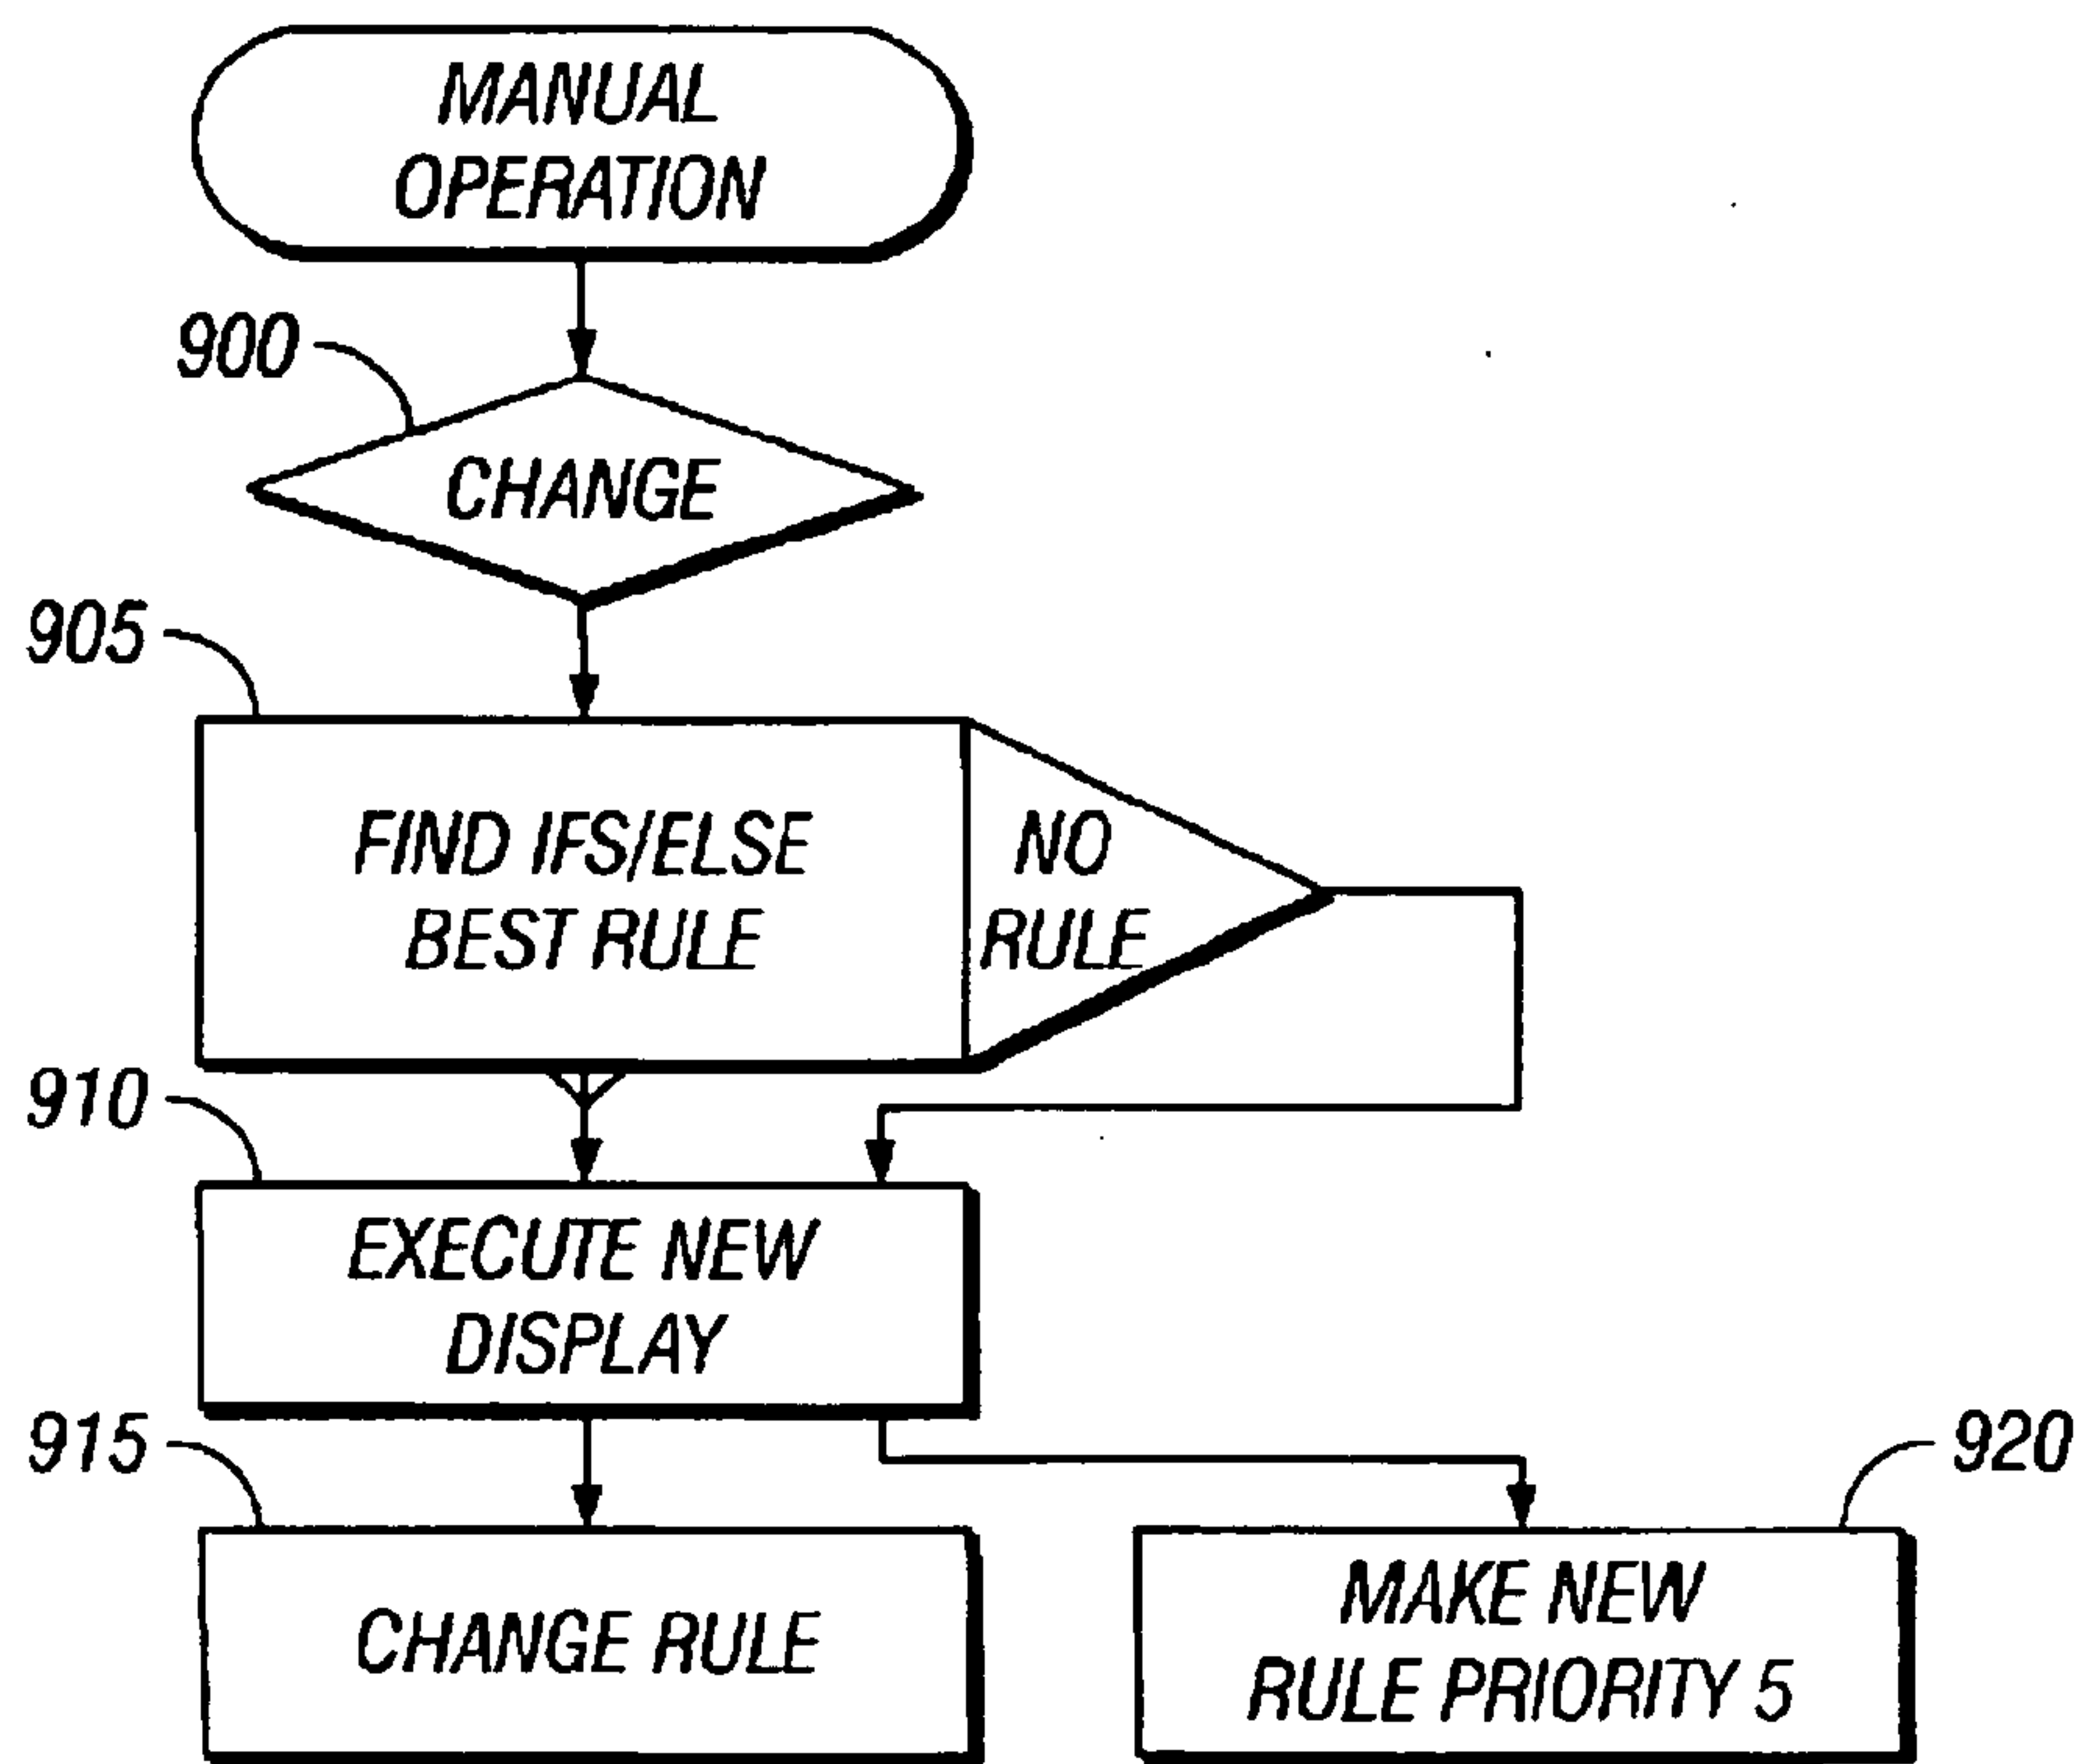 MANUAL
OPERATION
900
CHANGE
905
FIND IFS/ELSE
BEST RULE
NO
RULE
910
EXECUTE NEW
DISPLAY
915
CHANGE RULE
920
MAKE NEW
RULE PRIORITY 5